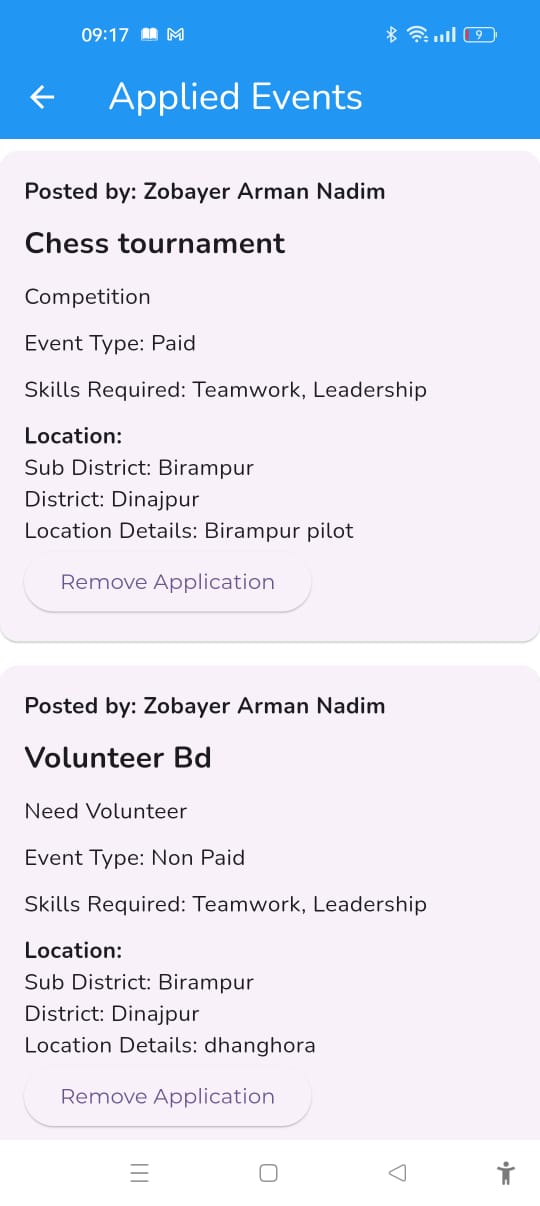 09:17
9
Applied Events
Posted by: Zobayer Arman Nadim
Chess tournament
Competition
Event Type: Paid
Skills Required: Teamwork, Leadership
Location:
Sub District: Birampur
District: Dinajpur
Location Details: Birampur pilot
Remove Application
Posted by: Zobayer Arman Nadim
Volunteer Bd
Need Volunteer
Event Type: Non Paid
Skills Required: Teamwork, Leadership
Location:
Sub District: Birampur
District: Dinajpur
Location Details: dhanghora
Remove Application